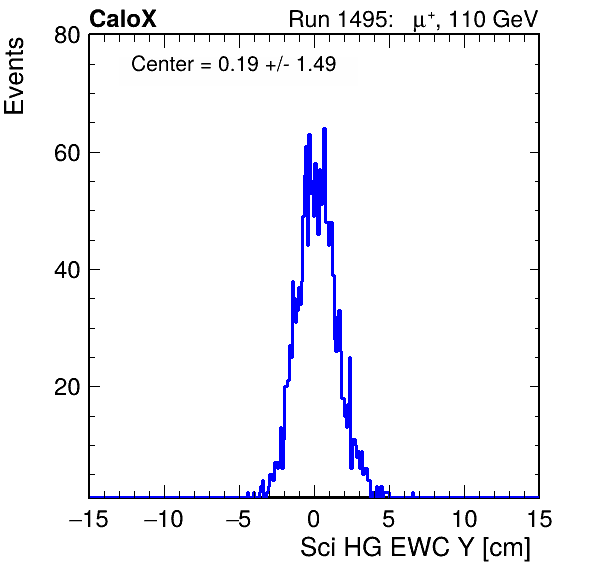 CaloX Run 1495: μ⁺, 110 GeV
Events
Center = 0.19 +/- 1.49
80
60
40
20
−15 −10 −5 0 5 10 15
Sci HG EWC Y [cm]